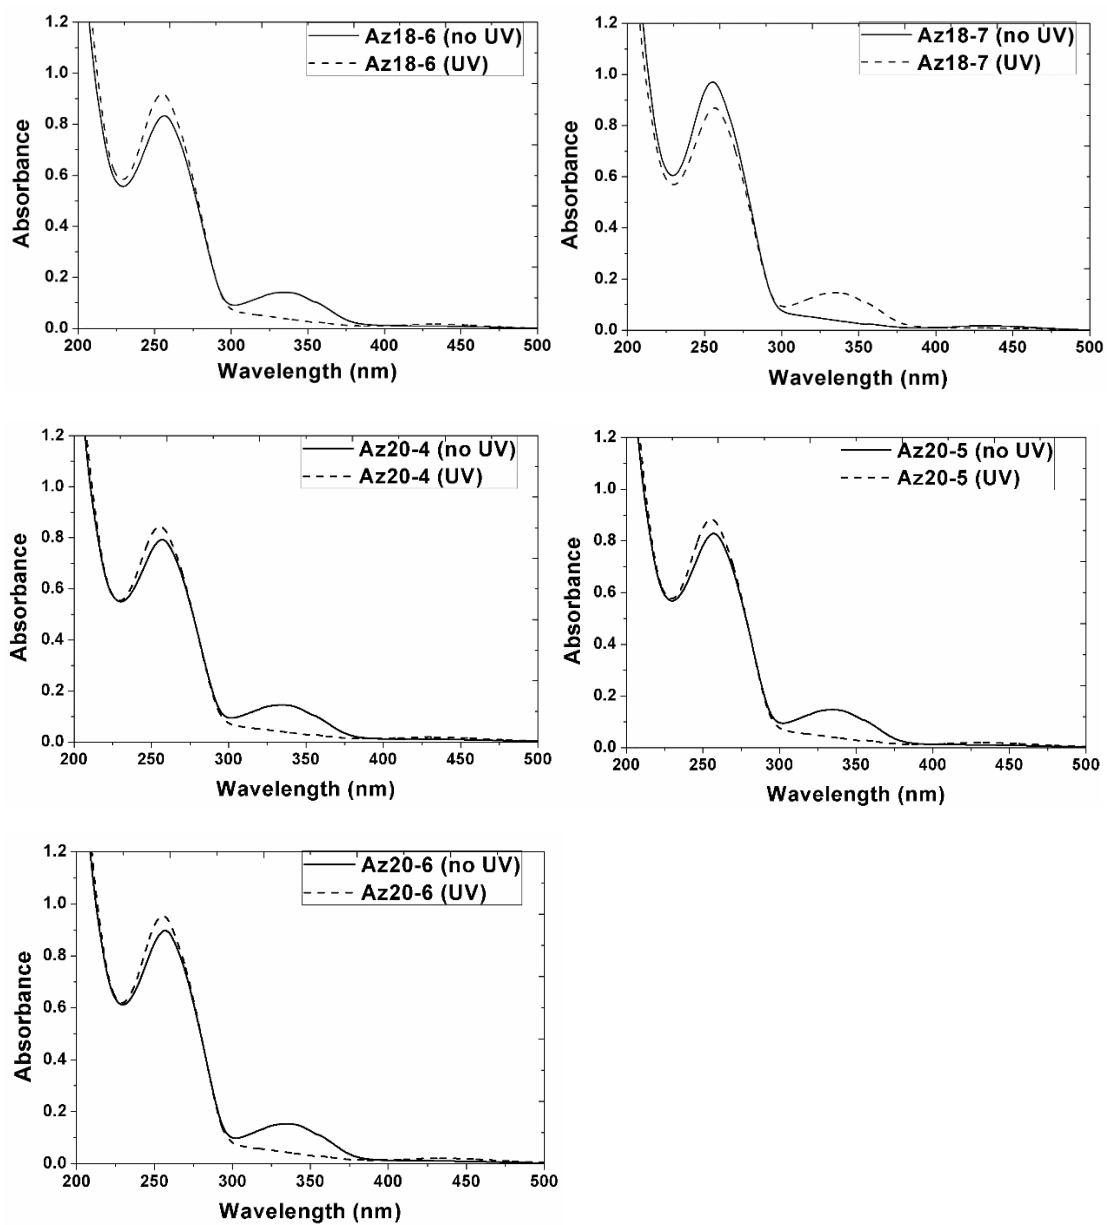 Az18-6 (no UV)
Az18-6 (UV)
1.2
1.0
0.8
0.6
0.4
0.2
0.0
Absorbance
200 250 300 350 400 450 500
Wavelength (nm)
Az18-7 (no UV)
Az18-7 (UV)
1.2
1.0
0.8
0.6
0.4
0.2
0.0
Absorbance
200 250 300 350 400 450 500
Wavelength (nm)
Az20-4 (no UV)
Az20-4 (UV)
1.2
1.0
0.8
0.6
0.4
0.2
0.0
Absorbance
200 250 300 350 400 450 500
Wavelength (nm)
Az20-5 (no UV)
Az20-5 (UV)
1.2
1.0
0.8
0.6
0.4
0.2
0.0
Absorbance
200 250 300 350 400 450 500
Wavelength (nm)
Az20-6 (no UV)
Az20-6 (UV)
1.2
1.0
0.8
0.6
0.4
0.2
0.0
Absorbance
200 250 300 350 400 450 500
Wavelength (nm)